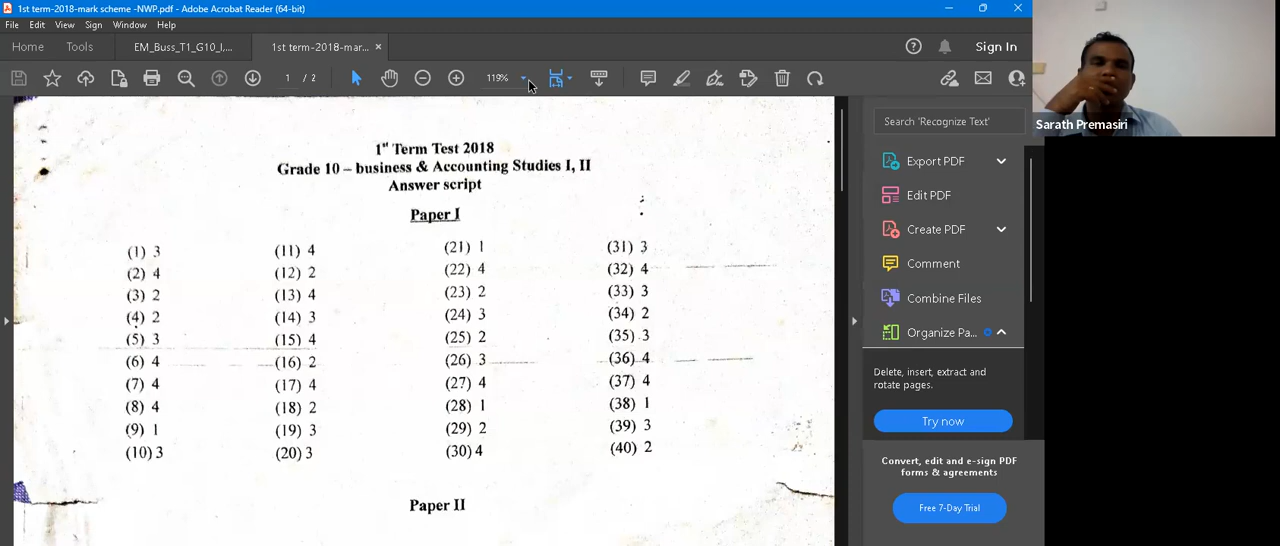 1st term-2018-mark scheme -NWP.pdf - Adobe Acrobat Reader (64-bit)
File Edit View Sign Window Help
Home Tools EM_Buss_T1_G10_I,... 1st term-2018-mar... × Sign In
1 / 2 119%
Sarath Premasiri
Search 'Recognize Text'
Export PDF
Edit PDF
Create PDF
Comment
Combine Files
Organize Pa...
Delete, insert, extract and
rotate pages.
Try now
Convert, edit and e-sign PDF
forms & agreements
Free 7-Day Trial
1st Term Test 2018
Grade 10 – business & Accounting Studies I, II
Answer script
Paper I
(1) 3 (11) 4 (21) 1 (31) 3
(2) 4 (12) 2 (22) 4 (32) 4
(3) 2 (13) 4 (23) 2 (33) 3
(4) 2 (14) 3 (24) 3 (34) 2
(5) 3 (15) 4 (25) 2 (35) 3
(6) 4 (16) 2 (26) 3 (36) 4
(7) 4 (17) 4 (27) 4 (37) 4
(8) 4 (18) 2 (28) 1 (38) 1
(9) 1 (19) 3 (29) 2 (39) 3
(10) 3 (20) 3 (30) 4 (40) 2
Paper II